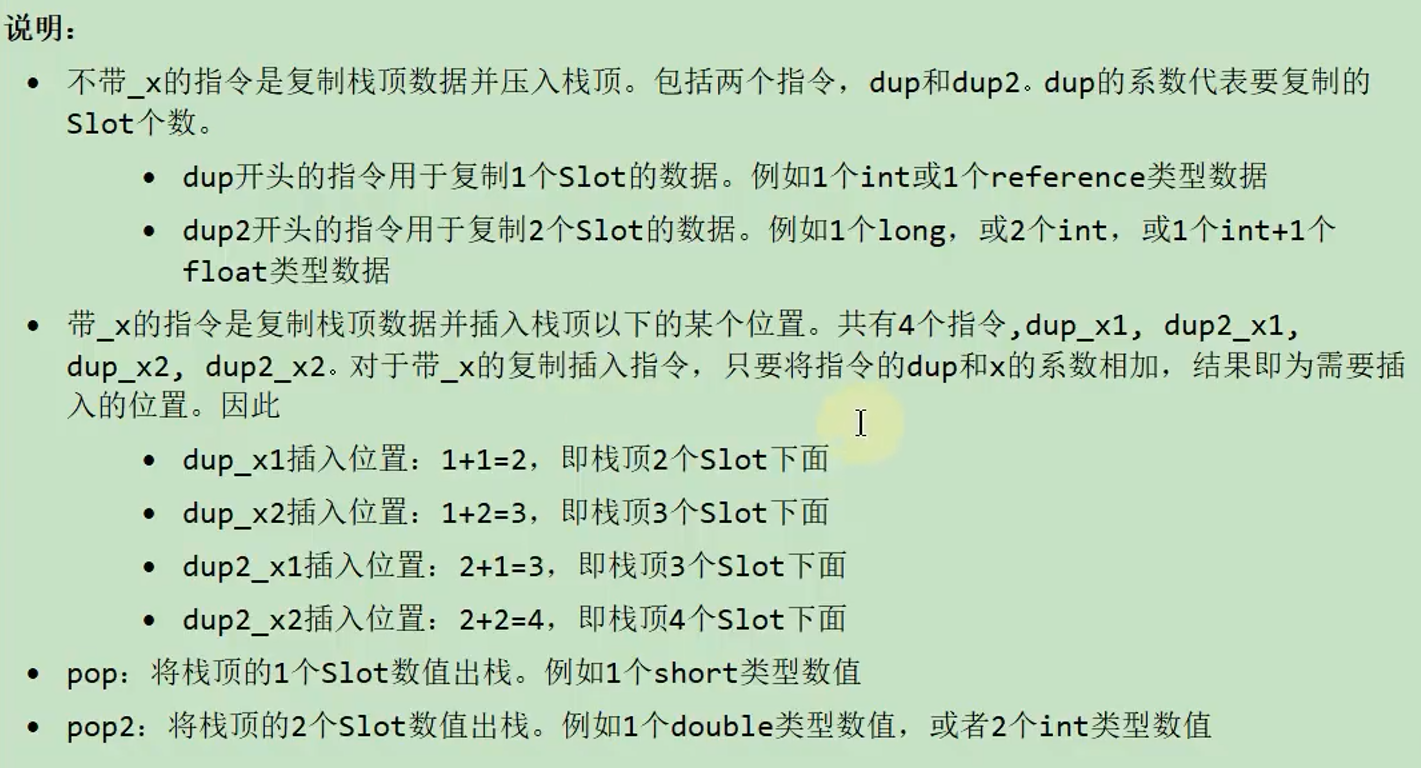 说明：
• 不带_x的指令是复制栈顶数据并压入栈顶。包括两个指令，dup和dup2。dup的系数代表要复制的
Slot个数。
• dup开头的指令用于复制1个Slot的数据。例如1个int或1个reference类型数据
• dup2开头的指令用于复制2个Slot的数据。例如1个long，或2个int，或1个int+1个
float类型数据
• 带_x的指令是复制栈顶数据并插入栈顶以下的某个位置。共有4个指令,dup_x1, dup2_x1,
dup_x2, dup2_x2。对于带_x的复制插入指令，只要将指令的dup和x的系数相加，结果即为需要插
入的位置。因此
• dup_x1插入位置：1+1=2，即栈顶2个Slot下面
• dup_x2插入位置：1+2=3，即栈顶3个Slot下面
• dup2_x1插入位置：2+1=3，即栈顶3个Slot下面
• dup2_x2插入位置：2+2=4，即栈顶4个Slot下面
• pop：将栈顶的1个Slot数值出栈。例如1个short类型数值
• pop2：将栈顶的2个Slot数值出栈。例如1个double类型数值，或者2个int类型数值